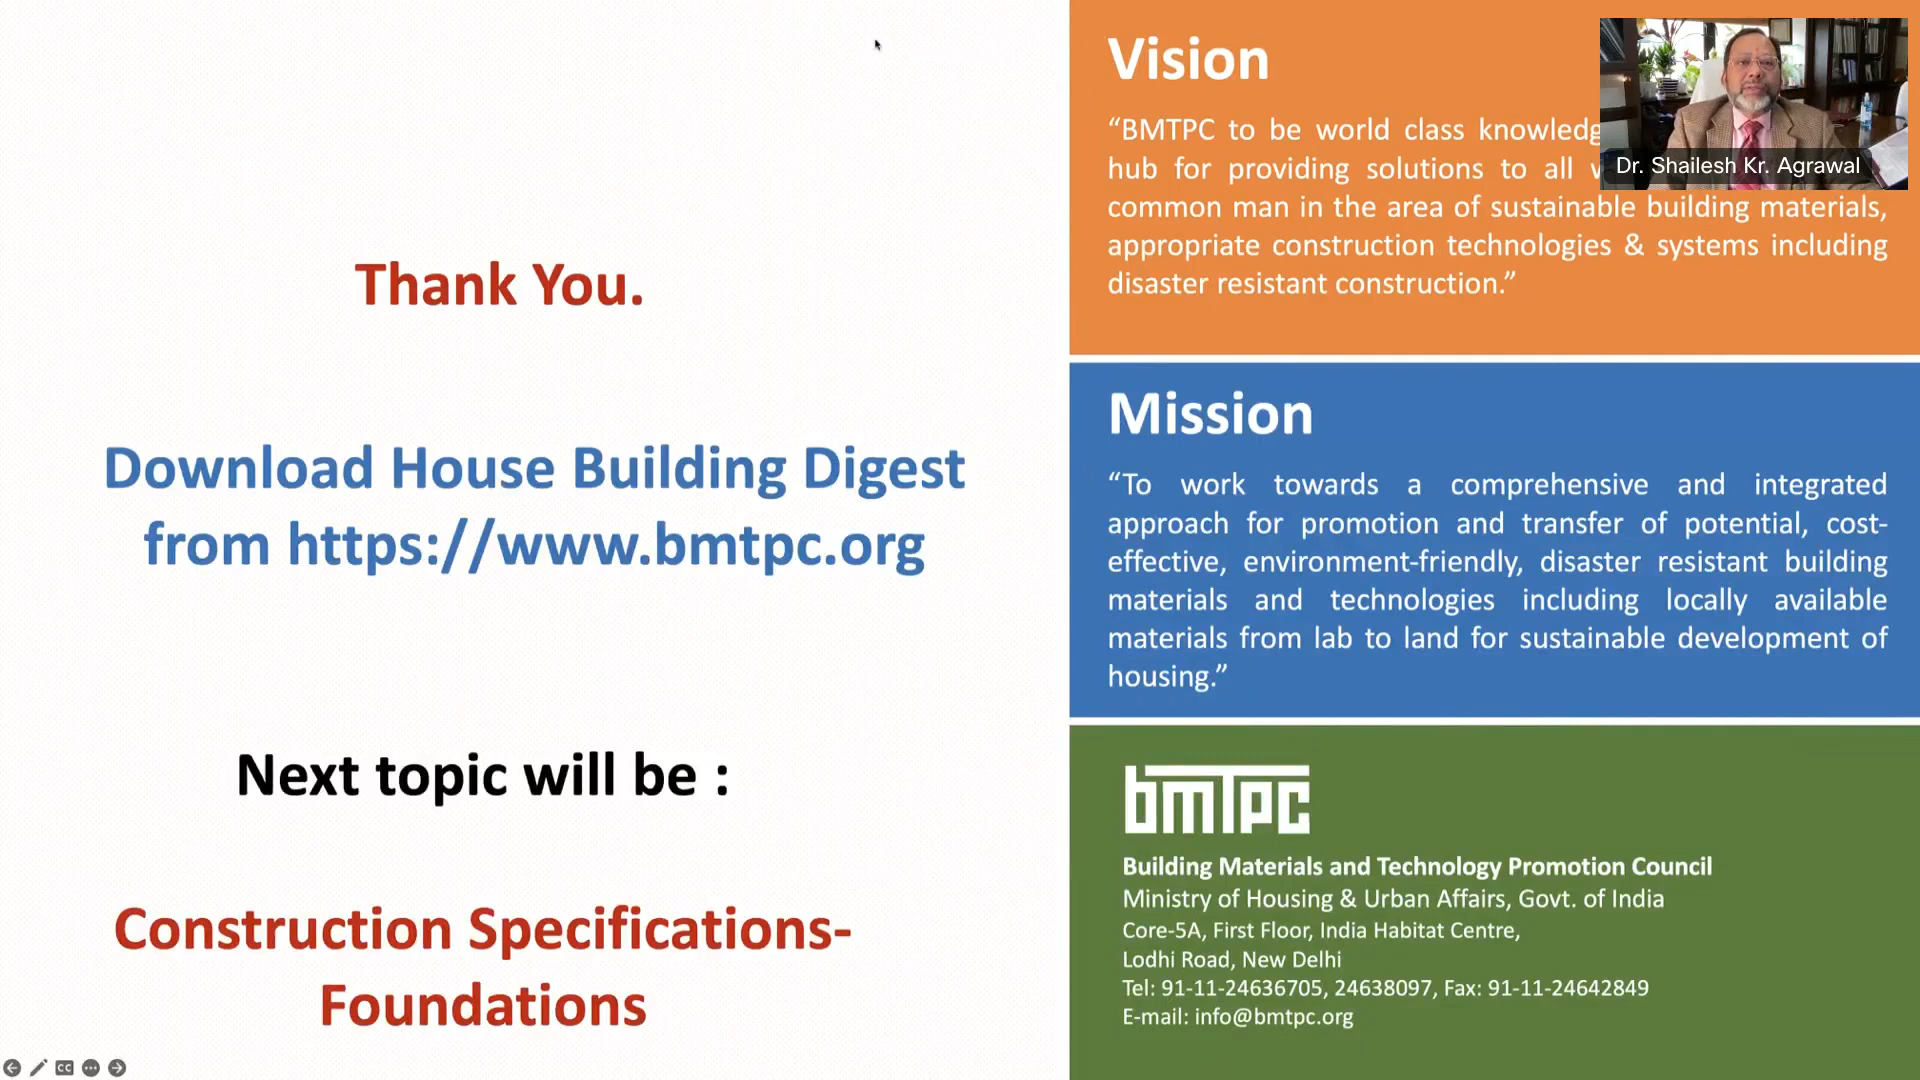 Thank You.
Download House Building Digest
from https://www.bmtpc.org
Next topic will be :
Construction Specifications-
Foundations
Vision
“BMTPC to be world class
hub for providing solutions to all
common man in the area of sustainable building materials,
appropriate construction technologies & systems including
disaster resistant construction.”
Dr. Shailesh Kr. Agrawal
Mission
“To work towards a comprehensive and integrated
approach for promotion and transfer of potential, cost-
effective, environment-friendly, disaster resistant building
materials and technologies including locally available
materials from lab to land for sustainable development of
housing.”
bmTpc
Building Materials and Technology Promotion Council
Ministry of Housing & Urban Affairs, Govt. of India
Core-5A, First Floor, India Habitat Centre,
Lodhi Road, New Delhi
Tel: 91-11-24636705, 24638097, Fax: 91-11-24642849
E-mail: info@bmtpc.org
CC